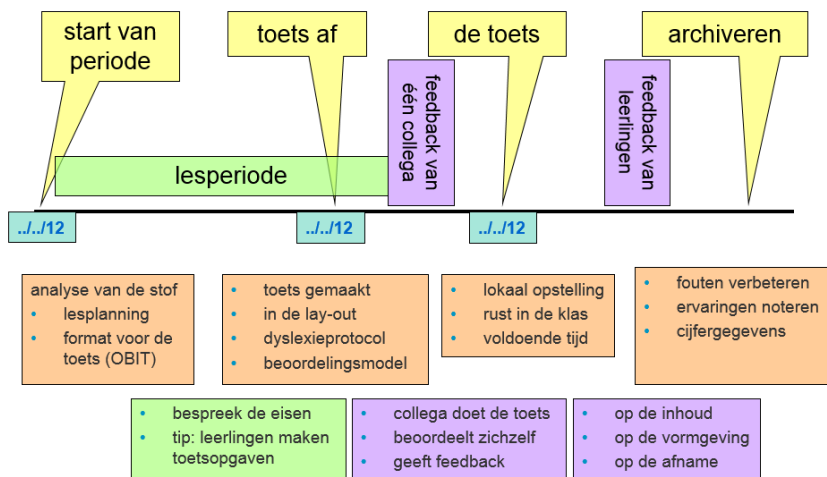 start van
periode
toets af
de toets
archiveren
feedback van
één collega
feedback van
leerlingen
lesperiode
../../12
../../12
../../12
analyse van de stof
• lesplanning
• format voor de
toets (OBIT)
• toets gemaakt
• in de lay-out
• dyslexieprotocol
• beoordelingsmodel
• lokaal opstelling
• rust in de klas
• voldoende tijd
• fouten verbeteren
• ervaringen noteren
• cijfergegevens
• bespreek de eisen
• tip: leerlingen maken
toetsopgaven
• collega doet de toets
• beoordeelt zichzelf
• geeft feedback
• op de inhoud
• op de vormgeving
• op de afname